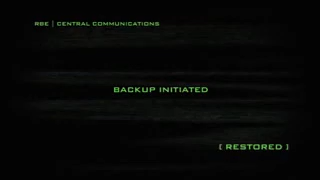 RBE | CENTRAL COMMUNICATIONS
BACKUP INITIATED
[ RESTORED ]